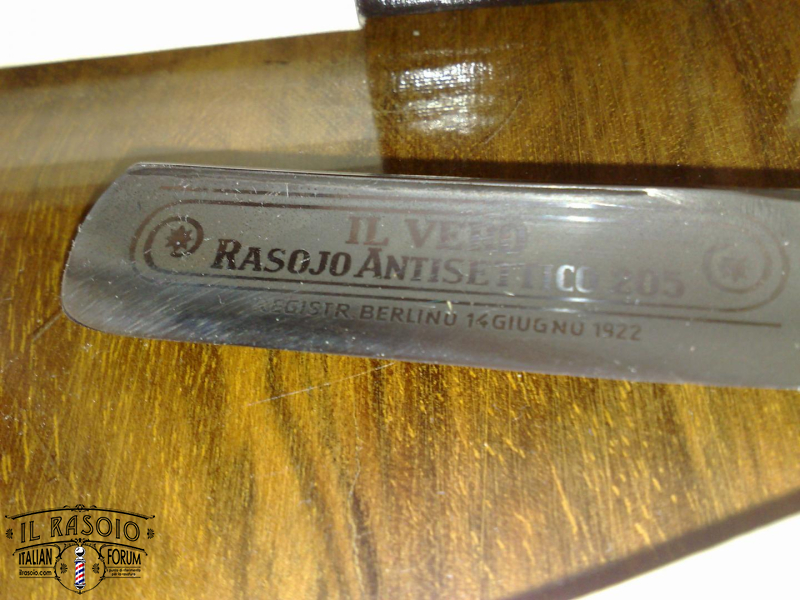 IL VERO
RASOJO ANTISETTICO 205
REGISTR. BERLINO 14 GIUGNO 1922
IL RASOIO
ITALIAN FORUM
ilrasoio.com